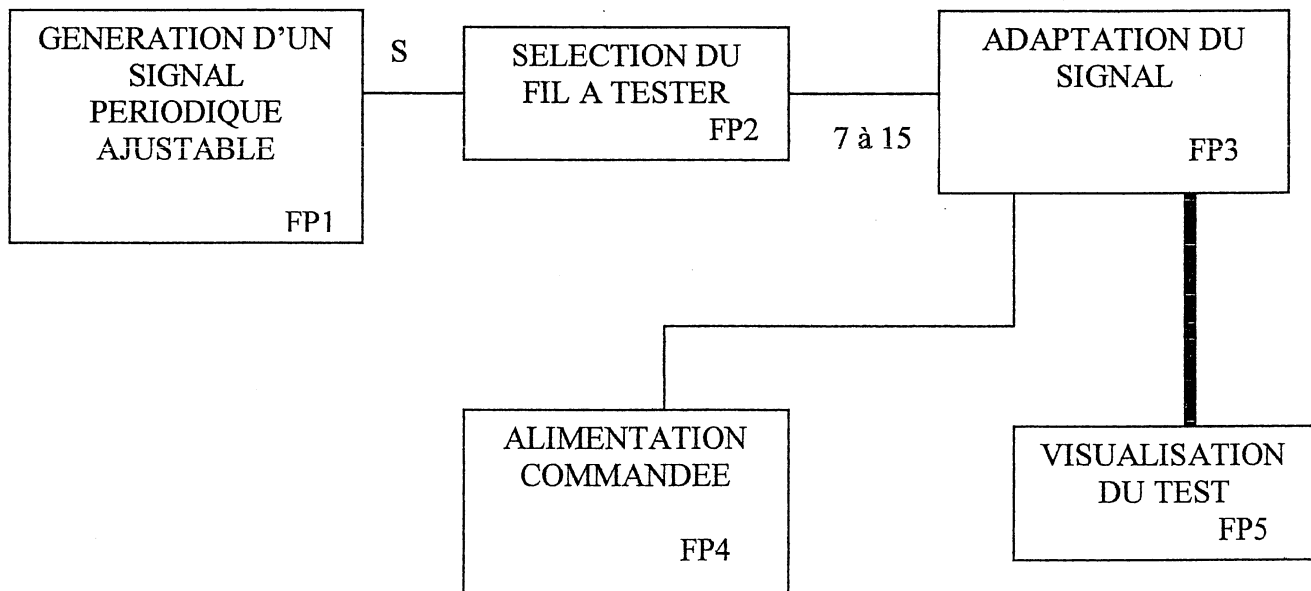 GENERATION D'UN
SIGNAL
PERIODIQUE
AJUSTABLE
FP1
S
SELECTION DU
FIL A TESTER
FP2
7 à 15
ADAPTATION DU
SIGNAL
FP3
ALIMENTATION
COMMANDEE
FP4
VISUALISATION
DU TEST
FP5